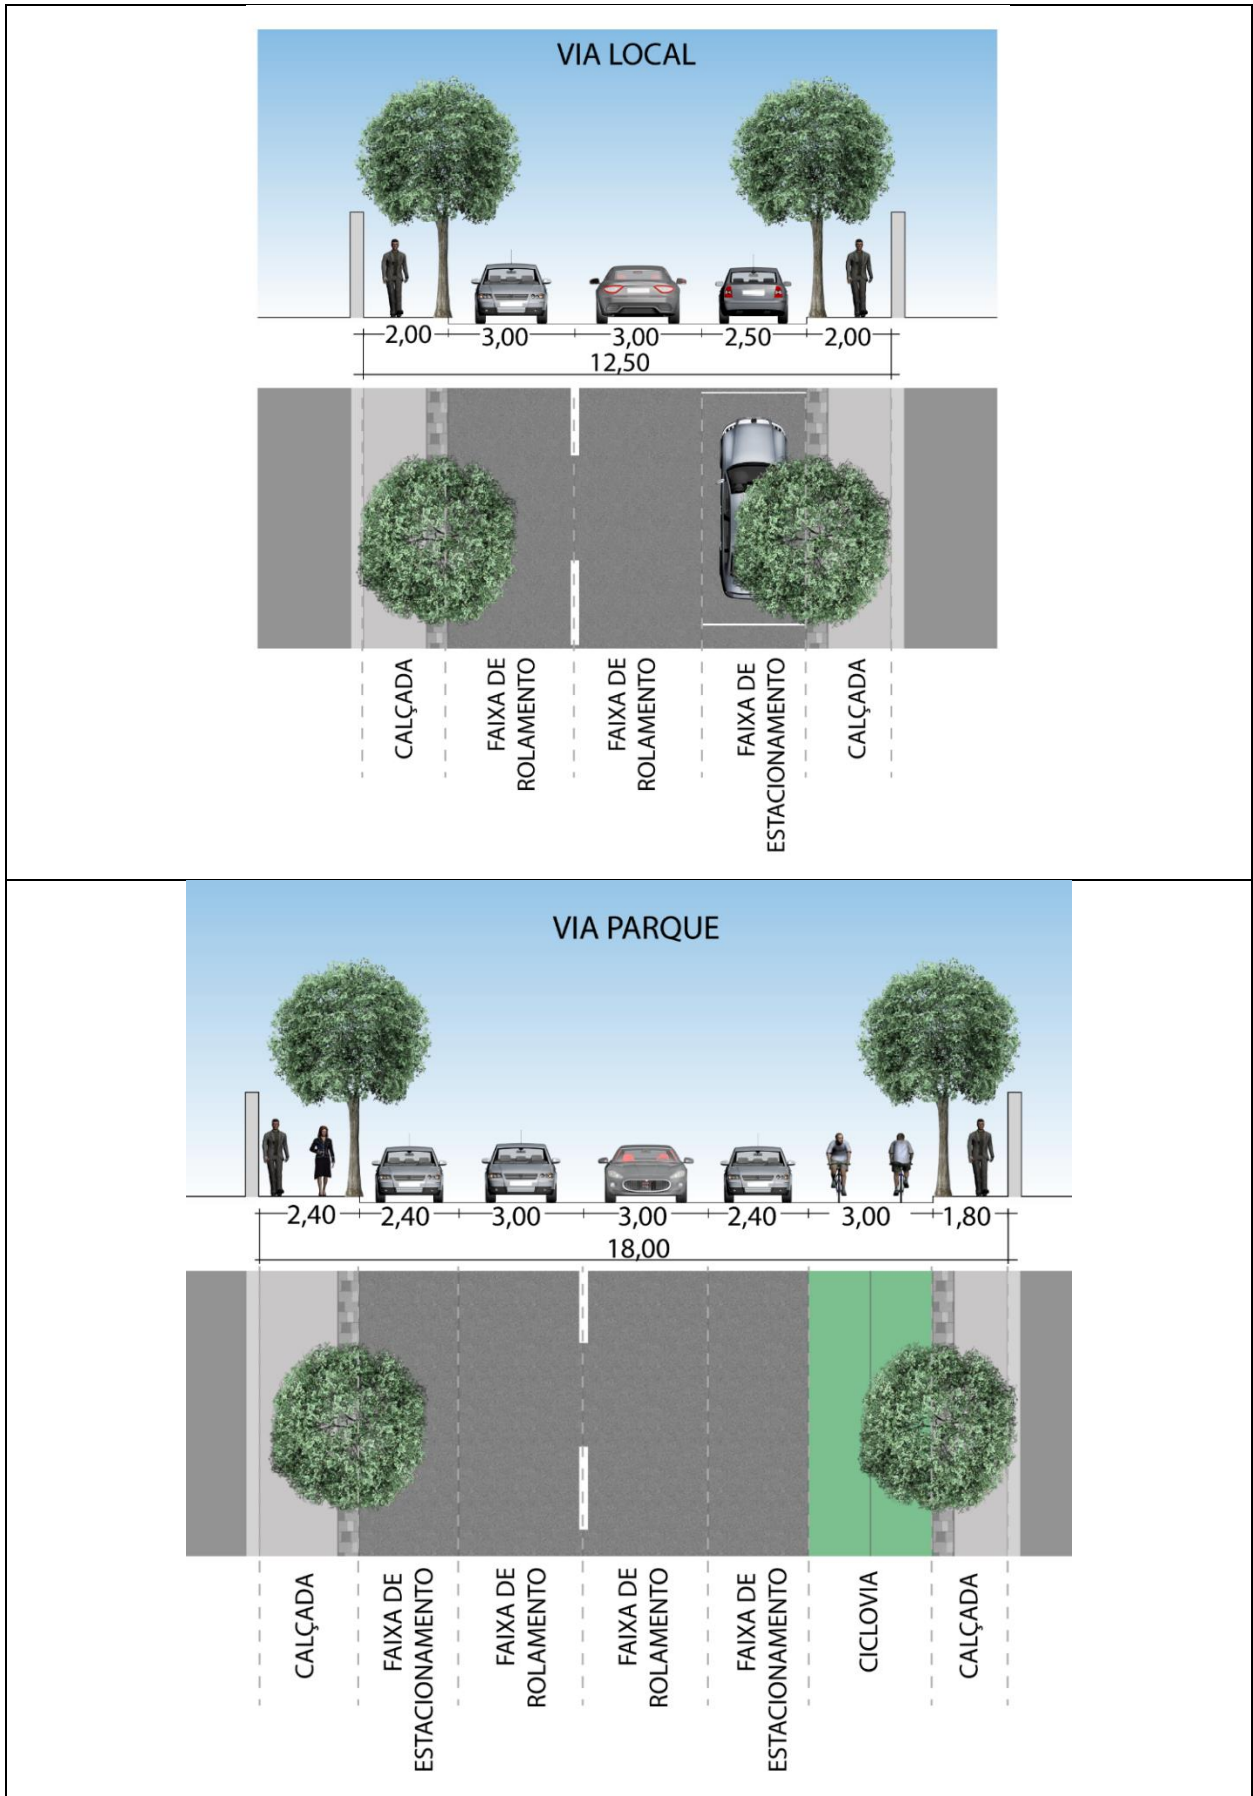 VIA LOCAL
2,00 3,00 3,00 2,50 2,00
12,50
CALÇADA
FAIXA DE
ROLAMENTO
FAIXA DE
ROLAMENTO
FAIXA DE
ESTACIONAMENTO
CALÇADA
VIA PARQUE
2,40 2,40 3,00 3,00 2,40 3,00 1,80
18,00
CALÇADA
FAIXA DE
ESTACIONAMENTO
FAIXA DE
ROLAMENTO
FAIXA DE
ROLAMENTO
FAIXA DE
ESTACIONAMENTO
CICLOVIA
CALÇADA